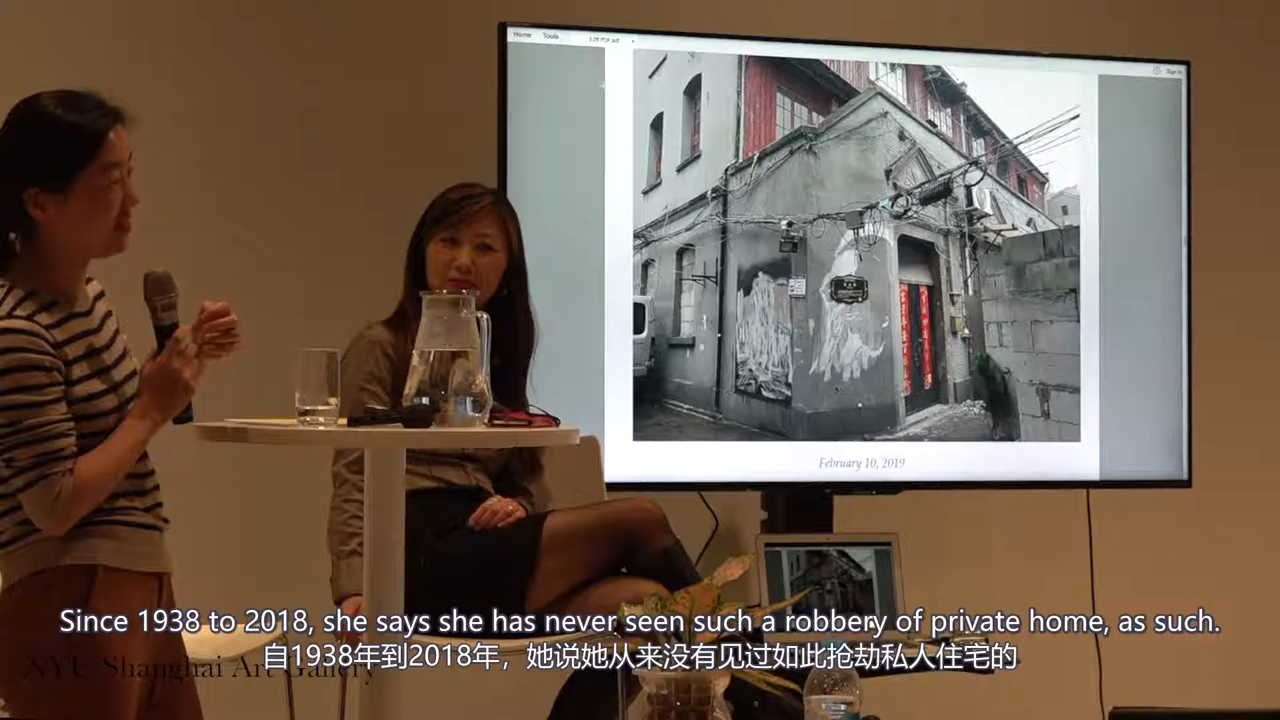 Home Tools
Sign In
February 10, 2019
Since 1938 to 2018, she says she has never seen such a robbery of private home, as such.
自1938年到2018年，她说她从来没有见过如此抢劫私人住宅的
NYU Shanghai Art Gallery